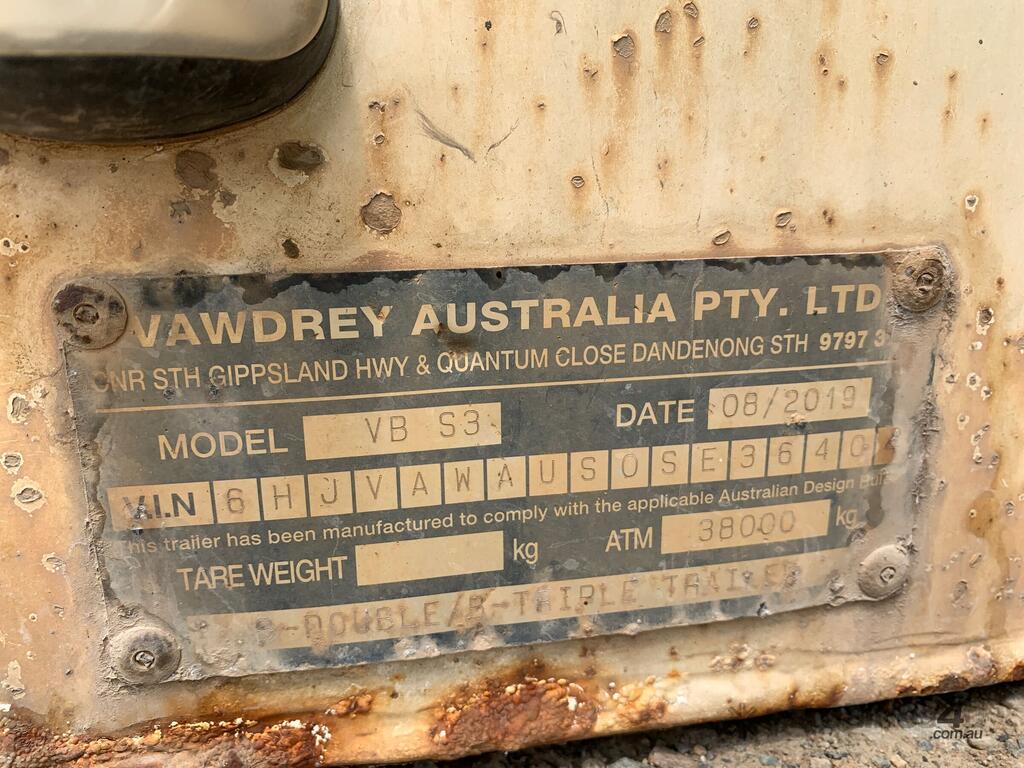 VAWDREY AUSTRALIA PTY. LTD
CNR STH GIPPSLAND HWY & QUANTUM CLOSE DANDENONG STH 9797 3
MODEL VB S3 DATE 08/2019
V.I.N 6HJVAWAUSOSE3640
This trailer has been manufactured to comply with the applicable Australian Design
TARE WEIGHT kg ATM 38000 kg
B-DOUBLE/B-TRIPLE TRAILER
4
.com.au